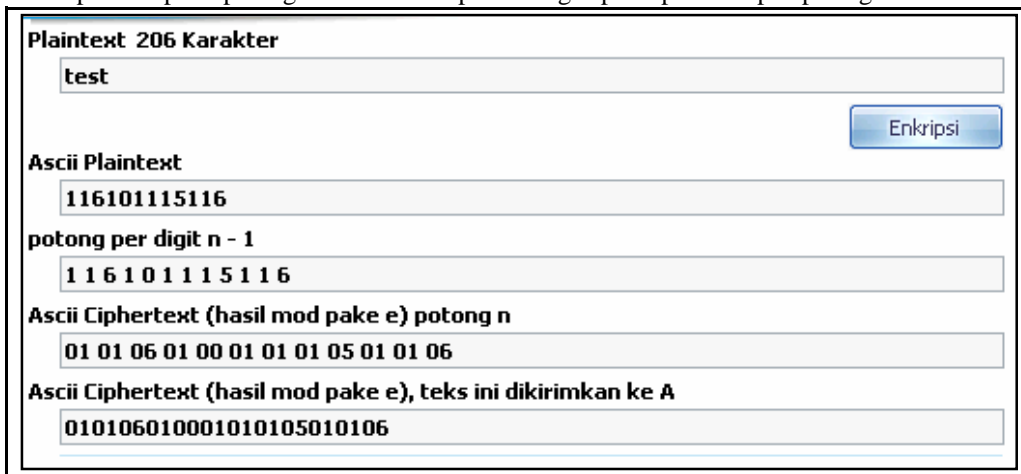 Plaintext 206 Karakter
test
Enkripsi
Ascii Plaintext
116101115116
potong per digit n - 1
1 1 6 1 0 1 1 1 5 1 1 6
Ascii Ciphertext (hasil mod pake e) potong n
01 01 06 01 00 01 01 01 05 01 01 06
Ascii Ciphertext (hasil mod pake e), teks ini dikirimkan ke A
010106010001010105010106